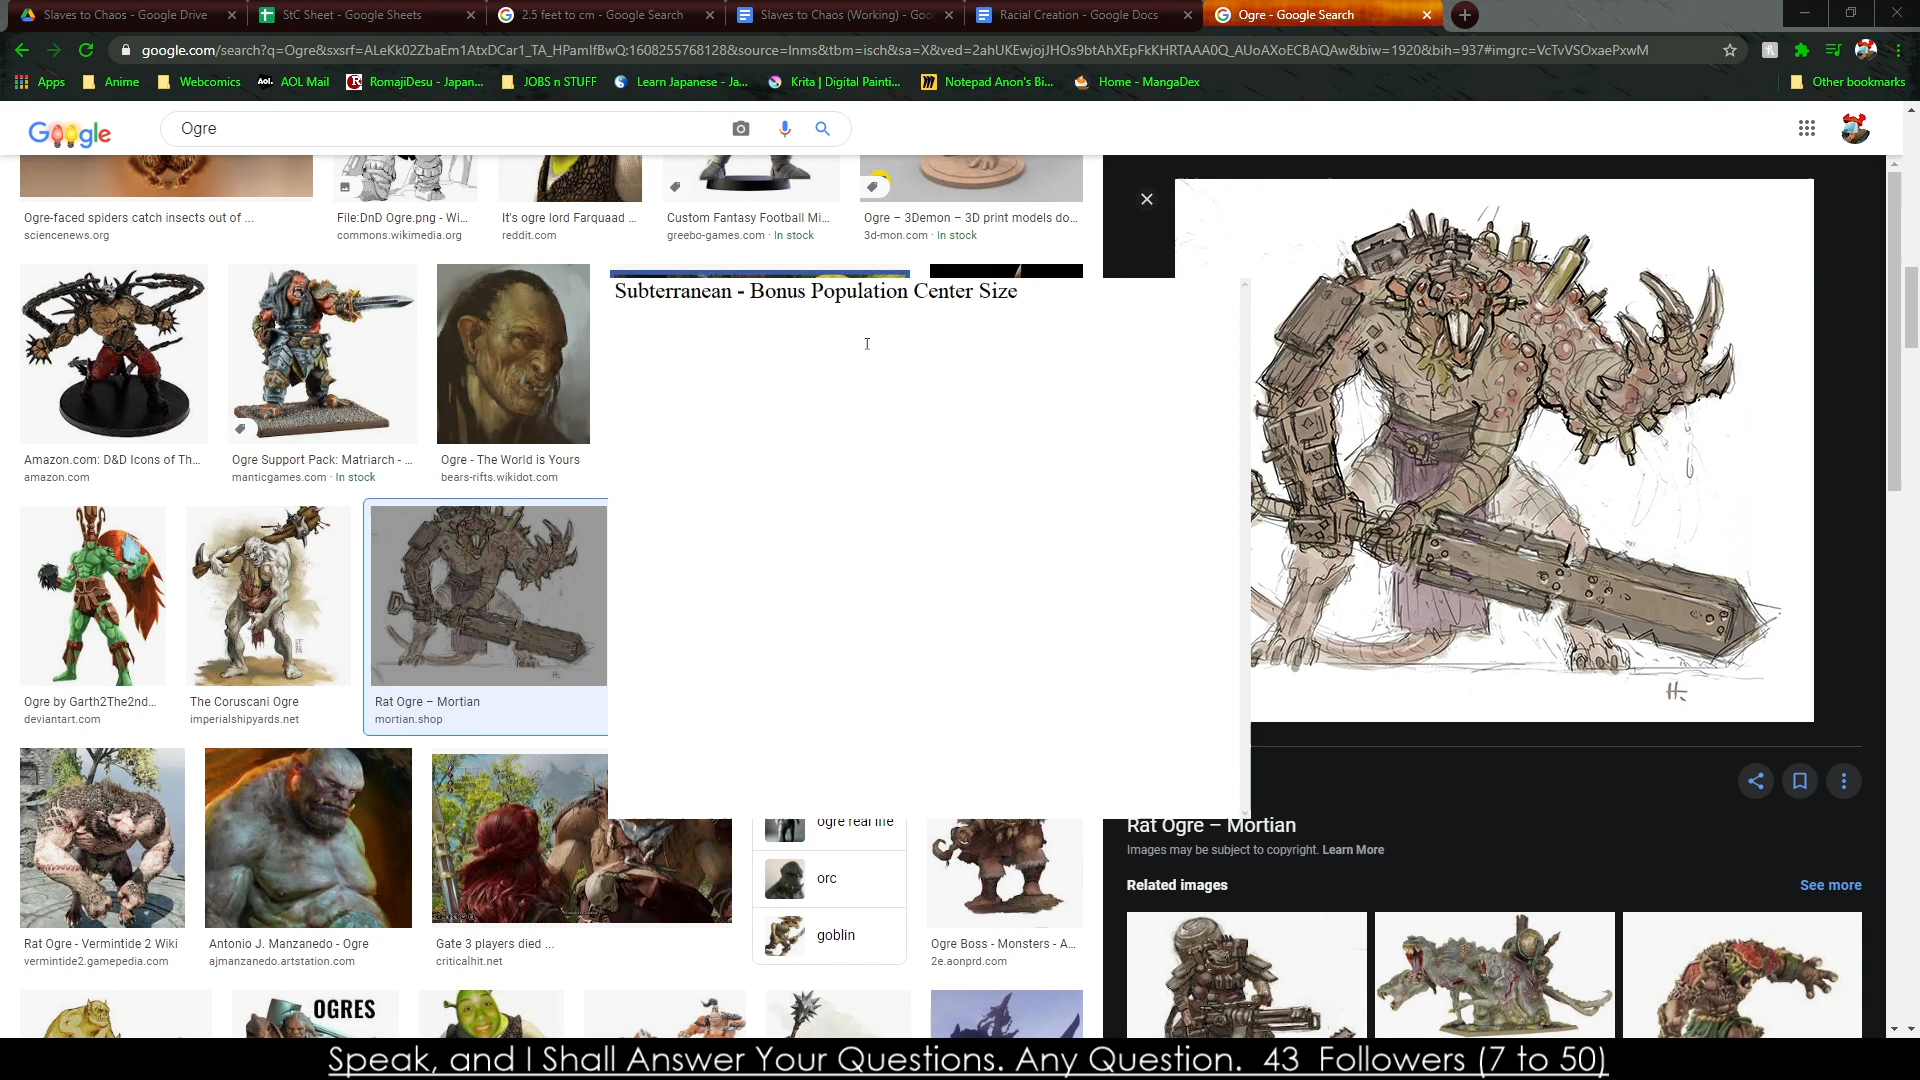 Slaves to Chaos - Google Drive
StC Sheet - Google Sheets
2.5 feet to cm - Google Search
Slaves to Chaos (Working) - Goo
Racial Creation - Google Docs
Ogre - Google Search
google.com/search?q=Ogre&sxsrf=ALeKk02ZbaEm1AtxDCar1_TA_HPamIfBwQ:1608255768128&source=lnms&tbm=isch&sa=X&ved=2ahUKEwjojJHOs9btAhXEpFkKHRTAAA0Q_AUoAXoECBAQAw&biw=1920&bih=937#imgrc=VcTvVSOxaePxwM
Apps
Anime
Webcomics
Aol.
AOL Mail
RomajiDesu - Japan...
JOBS n STUFF
Learn Japanese - Ja...
Krita | Digital Painti...
Notepad Anon's Bi...
Home - MangaDex
Other bookmarks
Google
Ogre
Ogre-faced spiders catch insects out of ...
sciencenews.org
File:DnD Ogre.png - Wi...
commons.wikimedia.org
It's ogre lord Farquaad ...
reddit.com
Custom Fantasy Football Mi...
greebo-games.com · In stock
Ogre – 3Demon – 3D print models do...
3d-mon.com · In stock
Subterranean - Bonus Population Center Size
Amazon.com: D&D Icons of Th...
amazon.com
Ogre Support Pack: Matriarch - ...
manticgames.com · In stock
Ogre - The World is Yours
bears-rifts.wikidot.com
Ogre by Garth2The2nd...
deviantart.com
The Coruscani Ogre
imperialshipyards.net
Rat Ogre – Mortian
mortian.shop
ogre real life
orc
goblin
Rat Ogre - Vermintide 2 Wiki
vermintide2.gamepedia.com
Antonio J. Manzanedo - Ogre
ajmanzanedo.artstation.com
Gate 3 players died ...
criticalhit.net
Ogre Boss - Monsters - A...
2e.aonprd.com
OGRES
Rat Ogre – Mortian
Images may be subject to copyright. Learn More
Related images
See more
Speak, and I Shall Answer Your Questions. Any Question. 43 Followers (7 to 50)